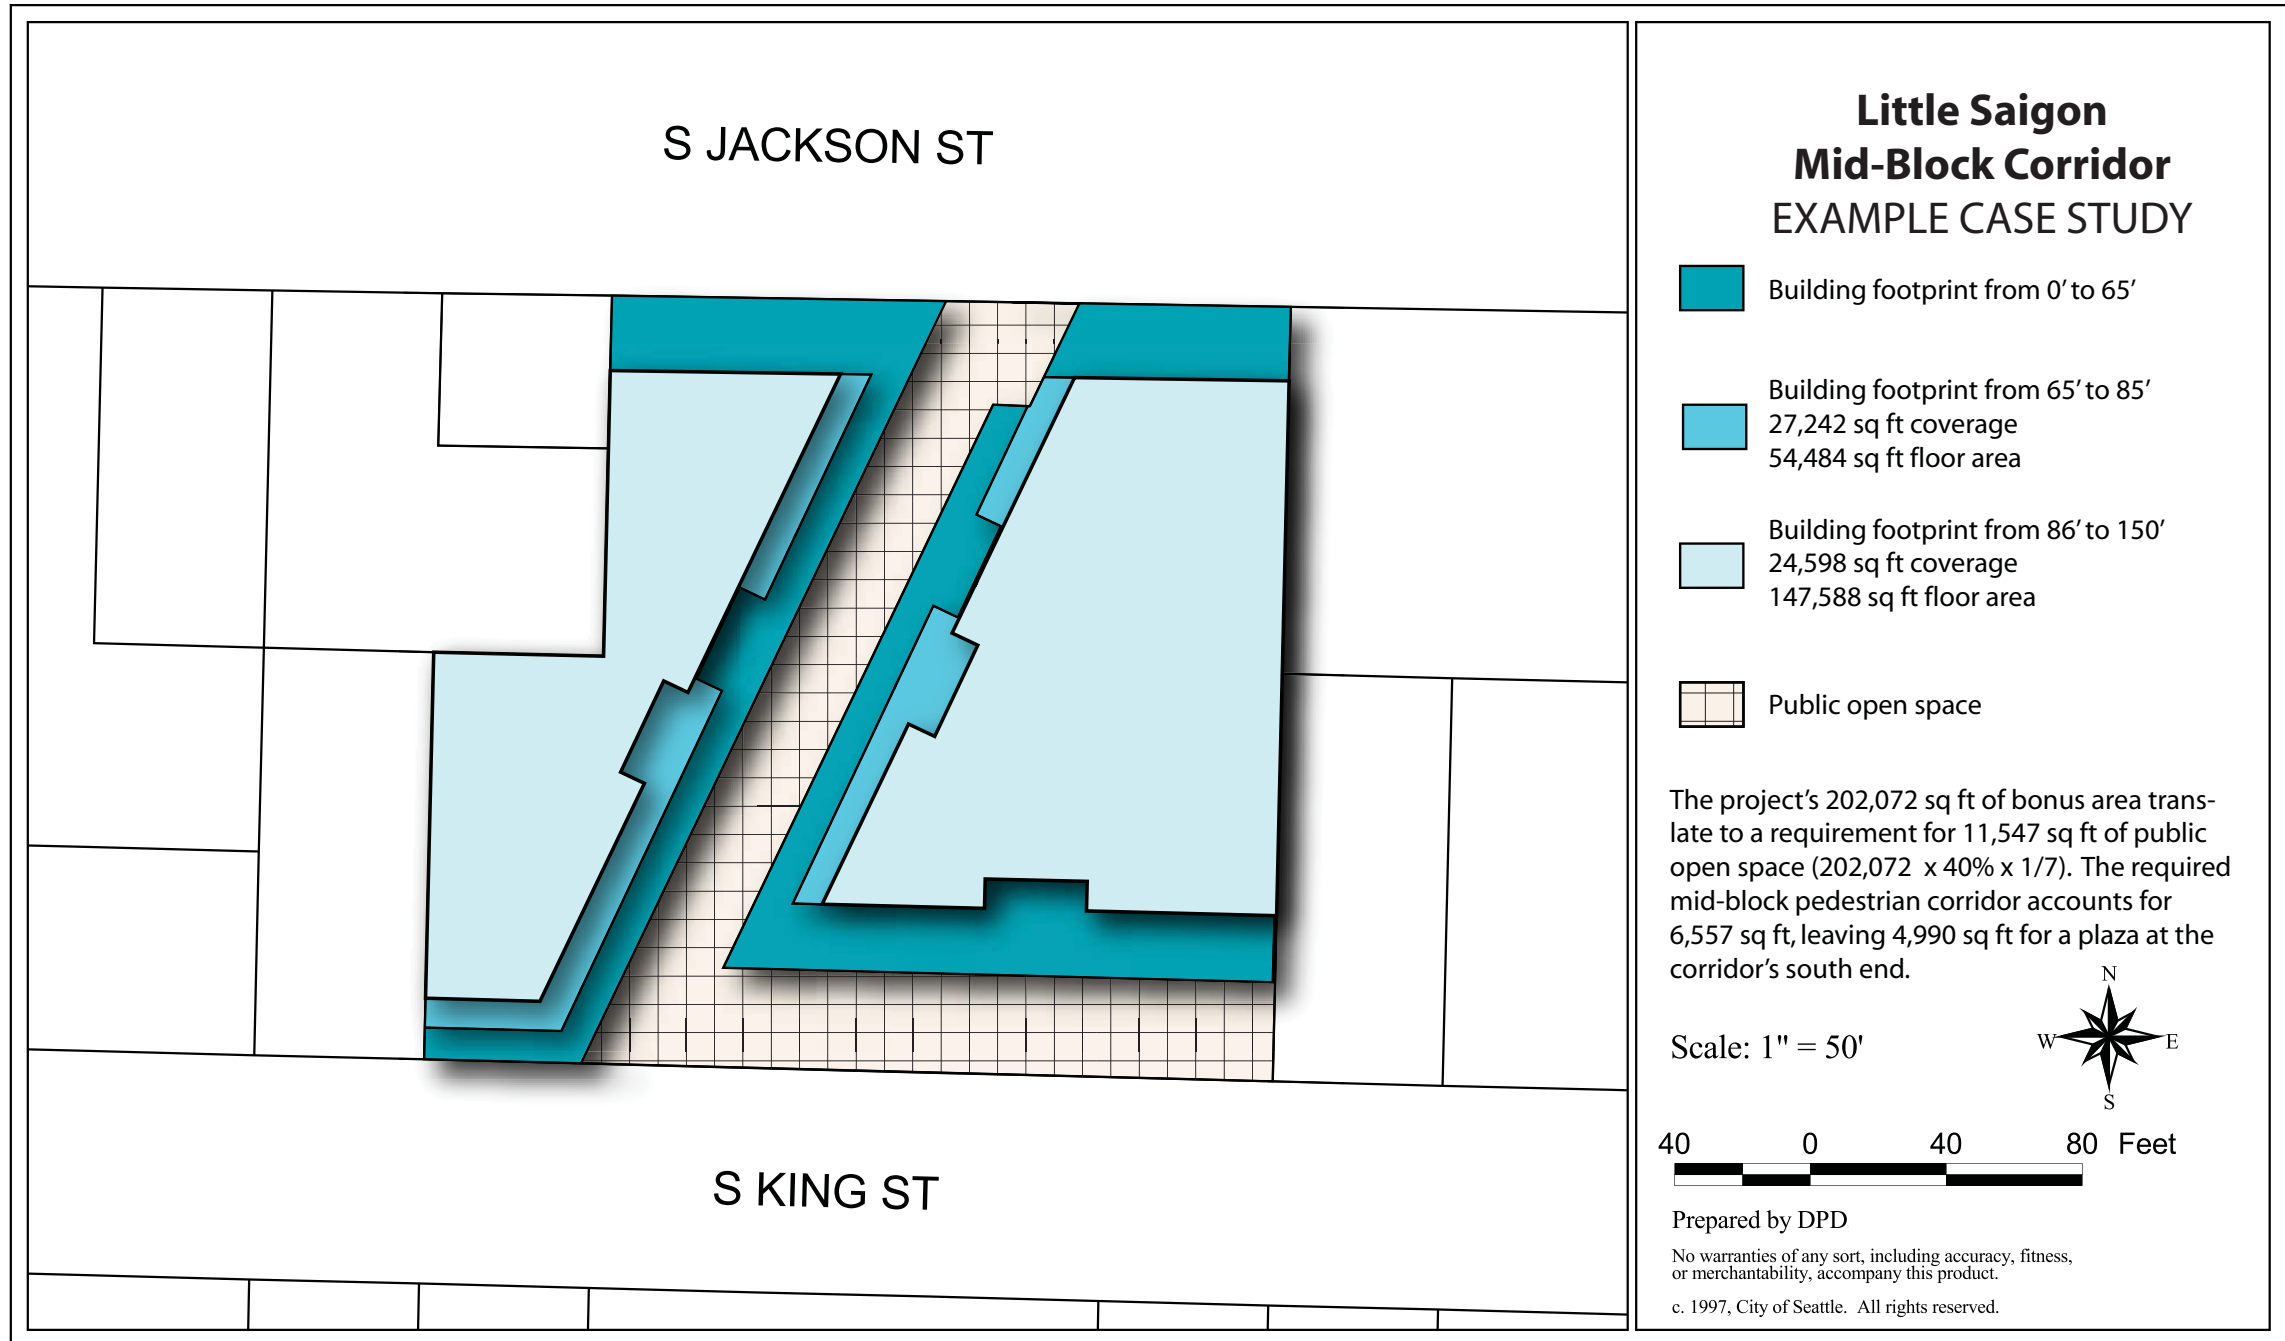 S JACKSON ST
S KING ST
Little Saigon
Mid-Block Corridor
EXAMPLE CASE STUDY
Building footprint from 0’ to 65’
Building footprint from 65’ to 85’
27,242 sq ft coverage
54,484 sq ft floor area
Building footprint from 86’ to 150’
24,598 sq ft coverage
147,588 sq ft floor area
Public open space
The project’s 202,072 sq ft of bonus area trans-
late to a requirement for 11,547 sq ft of public
open space (202,072 x 40% x 1/7). The required
mid-block pedestrian corridor accounts for
6,557 sq ft, leaving 4,990 sq ft for a plaza at the
corridor’s south end.
N
W E
S
Scale: 1" = 50'
40 0 40 80 Feet
Prepared by DPD
No warranties of any sort, including accuracy, fitness,
or merchantability, accompany this product.
c. 1997, City of Seattle. All rights reserved.